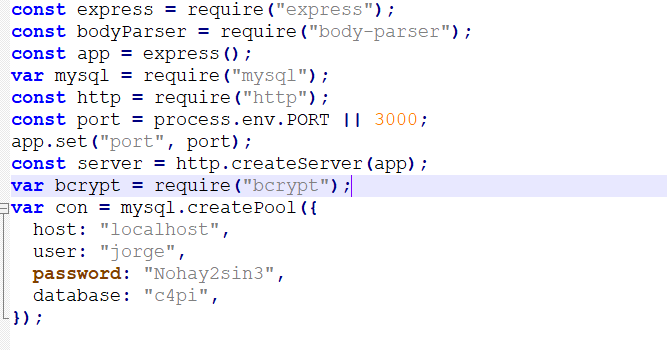 const express = require("express");
const bodyParser = require("body-parser");
const app = express();
var mysql = require("mysql");
const http = require("http");
const port = process.env.PORT || 3000;
app.set("port", port);
const server = http.createServer(app);
var bcrypt = require("bcrypt");
var con = mysql.createPool({
  host: "localhost",
  user: "jorge",
  password: "Nohay2sin3",
  database: "c4pi",
});